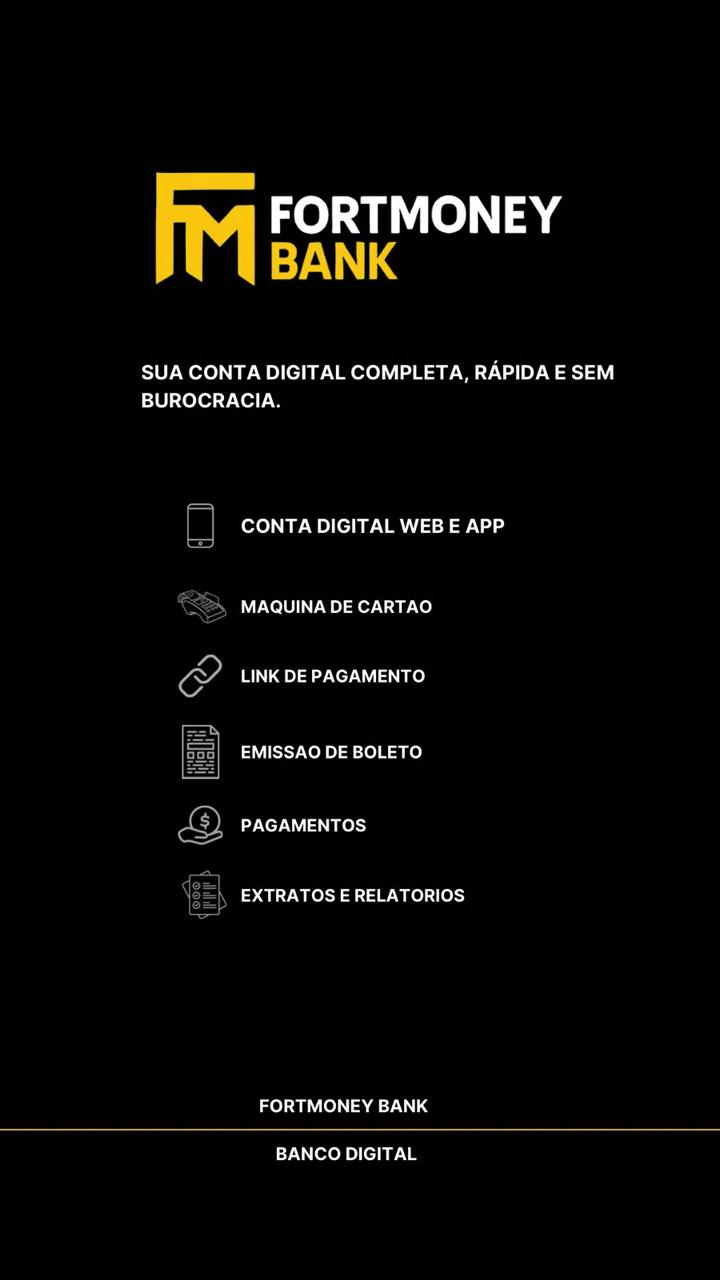 FM
FORTMONEY
BANK
SUA CONTA DIGITAL COMPLETA, RÁPIDA E SEM
BUROCRACIA.
CONTA DIGITAL WEB E APP
MAQUINA DE CARTAO
LINK DE PAGAMENTO
EMISSAO DE BOLETO
$
PAGAMENTOS
EXTRATOS E RELATORIOS
FORTMONEY BANK
BANCO DIGITAL